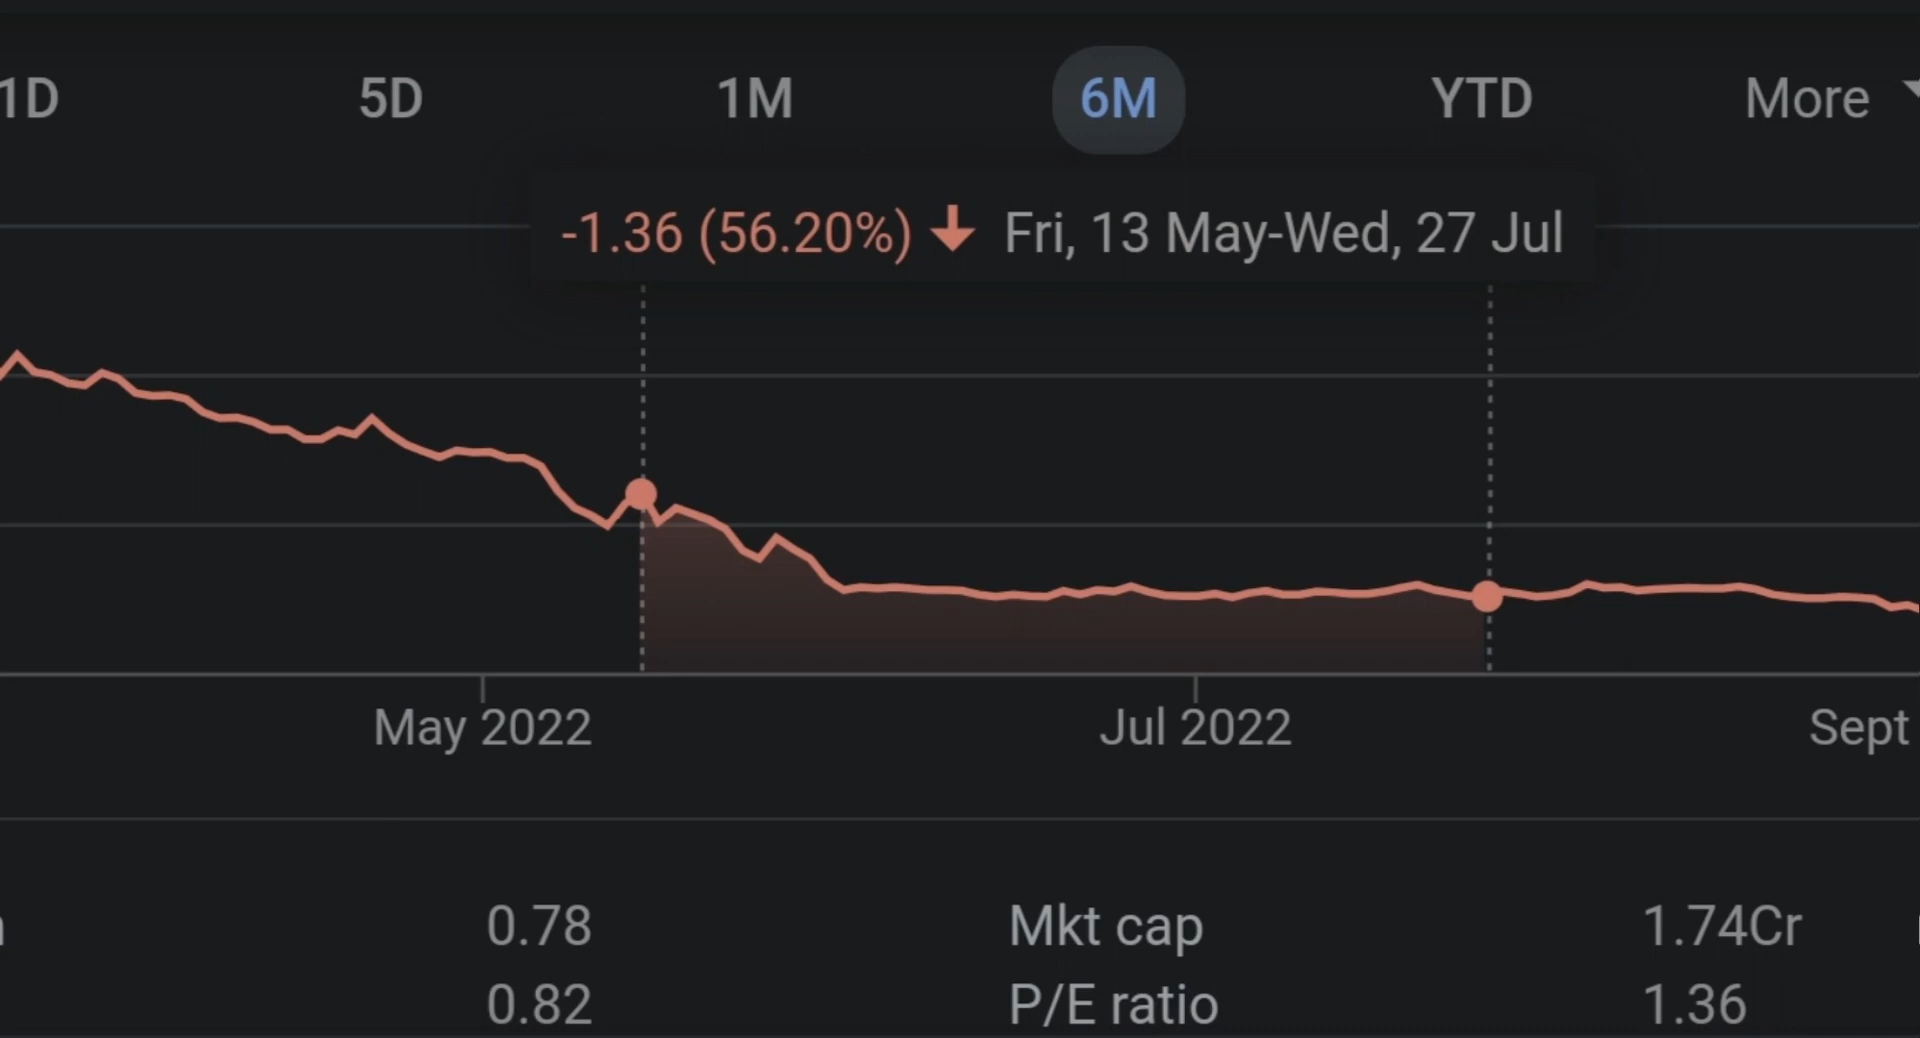 1D 5D 1M 6M YTD More
-1.36 (56.20%) Fri, 13 May-Wed, 27 Jul
May 2022 Jul 2022 Sept
0.78 Mkt cap 1.74Cr
0.82 P/E ratio 1.36